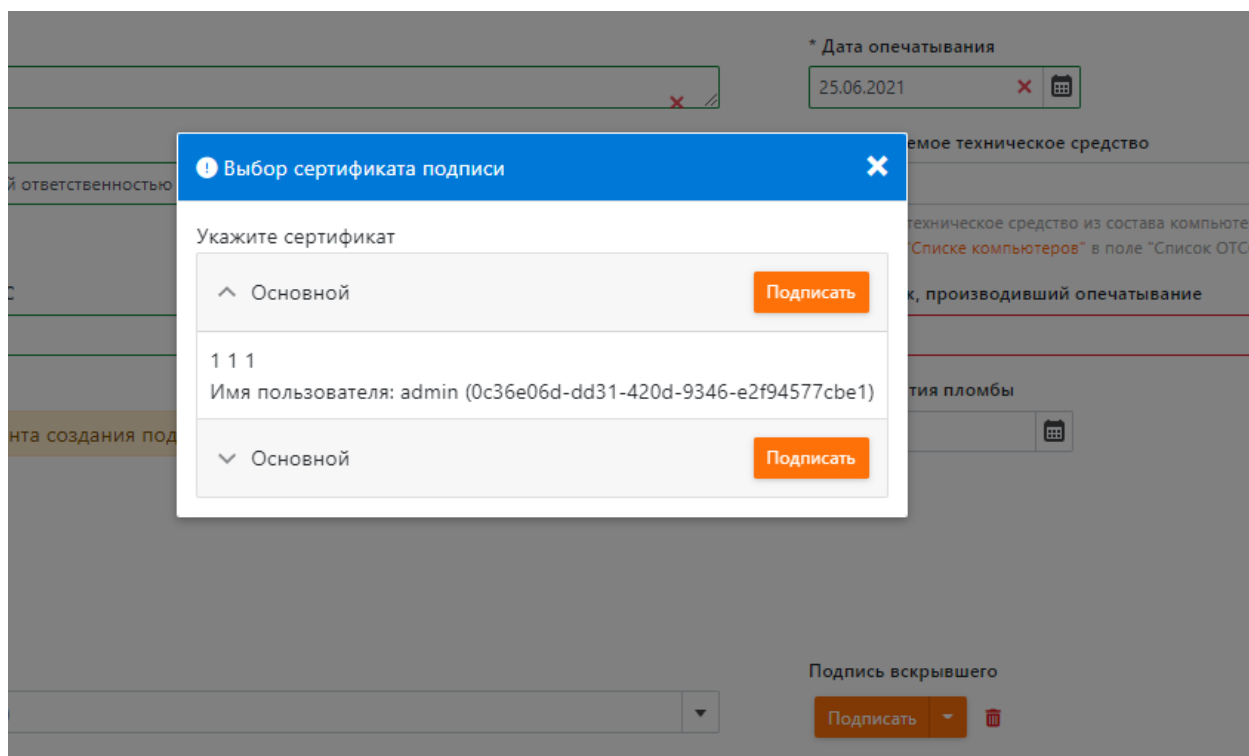 * Дата опечатывания
25.06.2021
Выбор сертификата подписи
емое техническое средство
й ответственностью
Укажите сертификат
техническое средство из состава компьюте
"Списке компьютеров" в поле "Список ОТС
Основной
Подписать
С
к, производивший опечатывание
1 1 1
Имя пользователя: admin (0c36e06d-dd31-420d-9346-e2f94577cbe1)
тия пломбы
нта создания под
Основной
Подписать
Подпись вскрывшего
Подписать